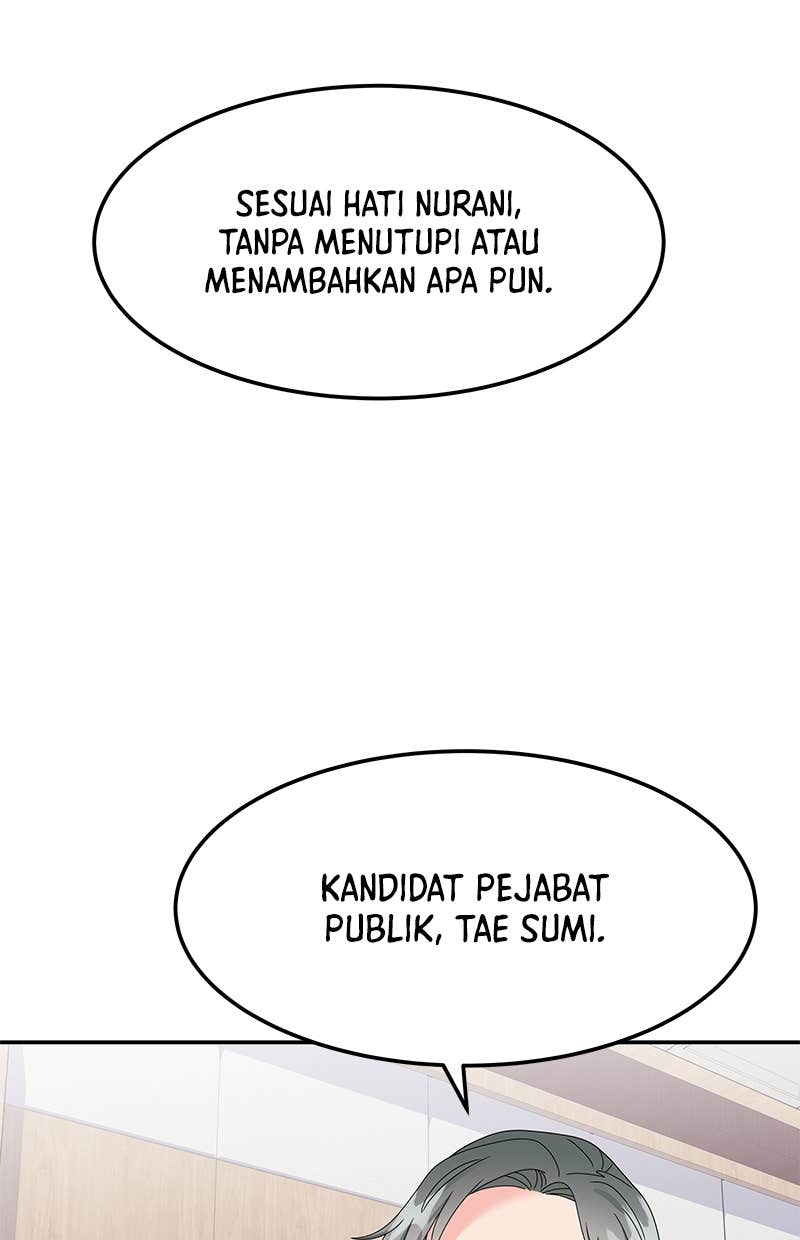 SESUAI HATI NURANI,
TANPA MENUTUPI ATAU
MENAMBAHKAN APA PUN.
KANDIDAT PEJABAT
PUBLIK, TAE SUMI.